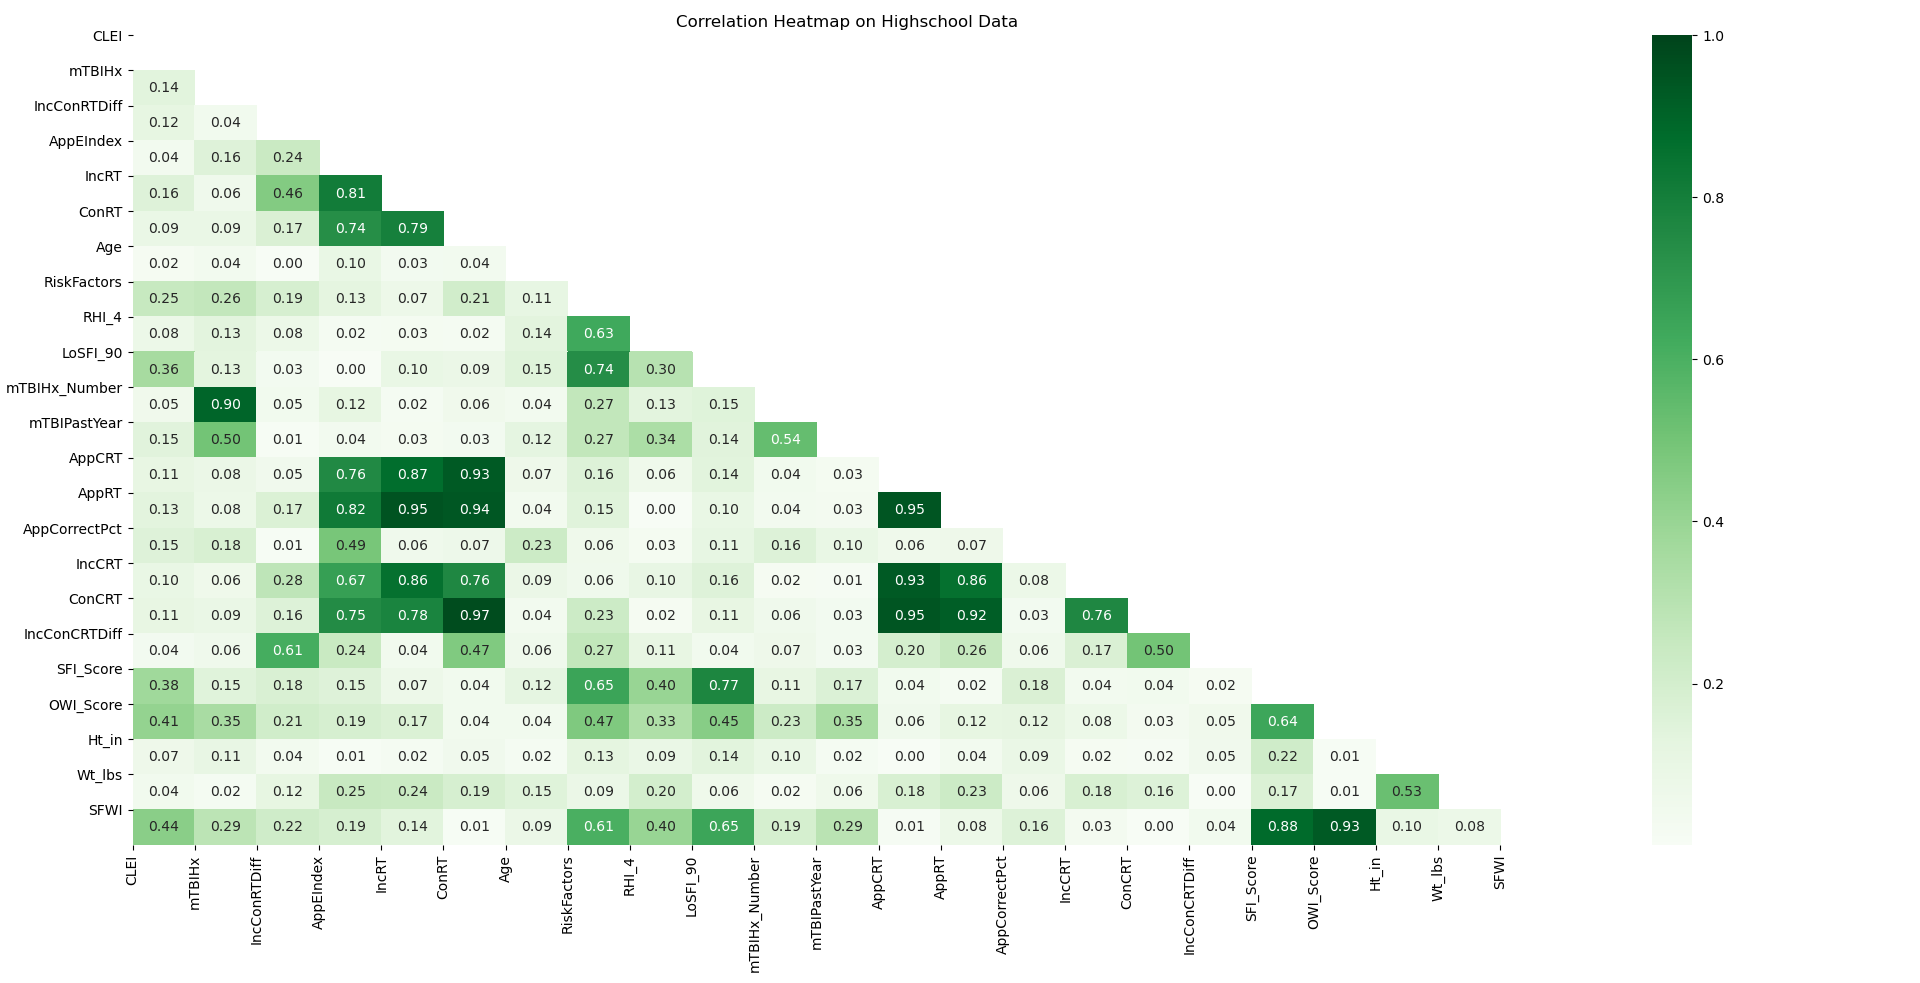 Correlation Heatmap on Highschool Data
CLEI
mTBIHx
0.14
IncConRTDiff
0.12 0.04
AppEIndex
0.04 0.16 0.24
IncRT
0.16 0.06 0.46 0.81
ConRT
0.09 0.09 0.17 0.74 0.79
Age
0.02 0.04 0.00 0.10 0.03 0.04
RiskFactors
0.25 0.26 0.19 0.13 0.07 0.21 0.11
RHI_4
0.08 0.13 0.08 0.02 0.03 0.02 0.14 0.63
LoSFI_90
0.36 0.13 0.03 0.00 0.10 0.09 0.15 0.74 0.30
mTBIHx_Number
0.05 0.90 0.05 0.12 0.02 0.06 0.04 0.27 0.13 0.15
mTBIPastYear
0.15 0.50 0.01 0.04 0.03 0.03 0.12 0.27 0.34 0.14 0.54
AppCRT
0.11 0.08 0.05 0.76 0.87 0.93 0.07 0.16 0.06 0.14 0.04 0.03
AppRT
0.13 0.08 0.17 0.82 0.95 0.94 0.04 0.15 0.00 0.10 0.04 0.03 0.95
AppCorrectPct
0.15 0.18 0.01 0.49 0.06 0.07 0.23 0.06 0.03 0.11 0.16 0.10 0.06 0.07
IncCRT
0.10 0.06 0.28 0.67 0.86 0.76 0.09 0.06 0.10 0.16 0.02 0.01 0.93 0.86 0.08
ConCRT
0.11 0.09 0.16 0.75 0.78 0.97 0.04 0.23 0.02 0.11 0.06 0.03 0.95 0.92 0.03 0.76
IncConCRTDiff
0.04 0.06 0.61 0.24 0.04 0.47 0.06 0.27 0.11 0.04 0.07 0.03 0.20 0.26 0.06 0.17 0.50
SFI_Score
0.38 0.15 0.18 0.15 0.07 0.04 0.12 0.65 0.40 0.77 0.11 0.17 0.04 0.02 0.18 0.04 0.04 0.02
OWI_Score
0.41 0.35 0.21 0.19 0.17 0.04 0.04 0.47 0.33 0.45 0.23 0.35 0.06 0.12 0.12 0.08 0.03 0.05 0.64
Ht_in
0.07 0.11 0.04 0.01 0.02 0.05 0.02 0.13 0.09 0.14 0.10 0.02 0.00 0.04 0.09 0.02 0.02 0.05 0.22 0.01
Wt_lbs
0.04 0.02 0.12 0.25 0.24 0.19 0.15 0.09 0.20 0.06 0.02 0.06 0.18 0.23 0.06 0.18 0.16 0.00 0.17 0.01 0.53
SFWI
0.44 0.29 0.22 0.19 0.14 0.01 0.09 0.61 0.40 0.65 0.19 0.29 0.01 0.08 0.16 0.03 0.00 0.04 0.88 0.93 0.10 0.08
CLEI
mTBIHx
IncConRTDiff
AppEIndex
IncRT
ConRT
Age
RiskFactors
RHI_4
LoSFI_90
mTBIHx_Number
mTBIPastYear
AppCRT
AppRT
AppCorrectPct
IncCRT
ConCRT
IncConCRTDiff
SFI_Score
OWI_Score
Ht_in
Wt_lbs
SFWI
1.0
0.8
0.6
0.4
0.2